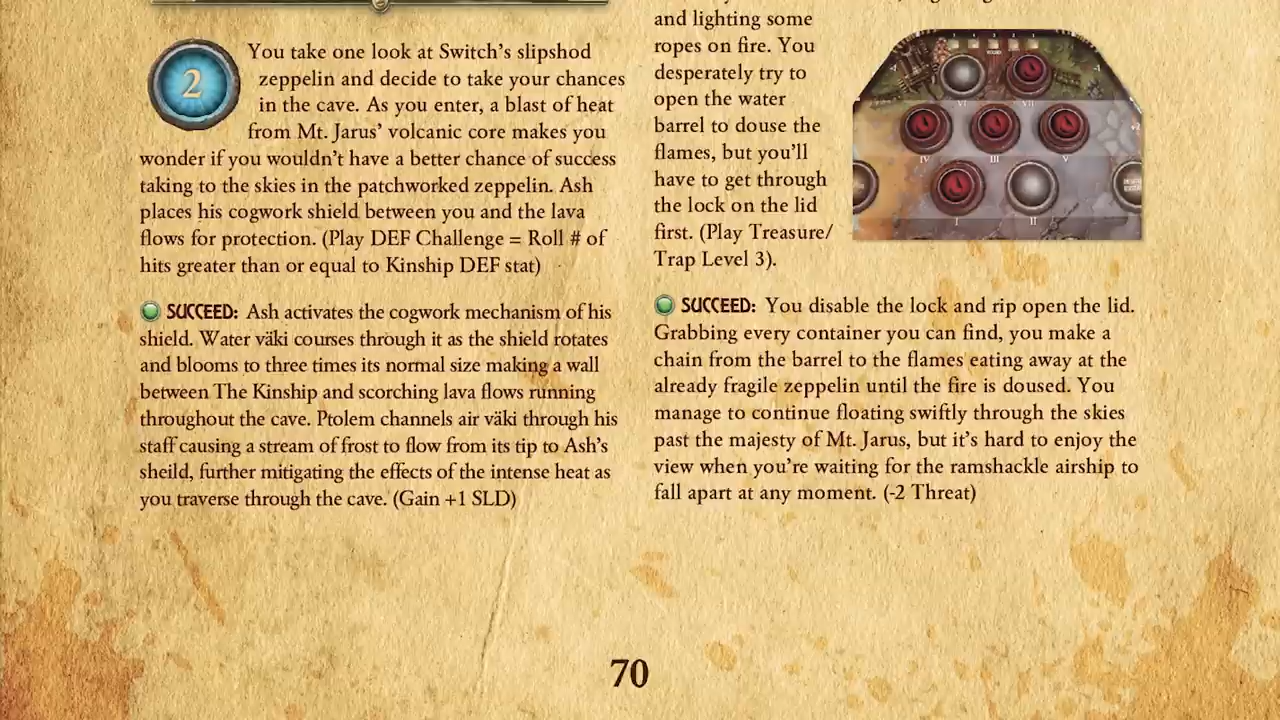 2
You take one look at Switch's slipshod
zeppelin and decide to take your chances
in the cave. As you enter, a blast of heat
from Mt. Jarus' volcanic core makes you
wonder if you wouldn't have a better chance of success
taking to the skies in the patchworked zeppelin. Ash
places his cogwork shield between you and the lava
flows for protection. (Play DEF Challenge = Roll # of
hits greater than or equal to Kinship DEF stat)
SUCCEED: Ash activates the cogwork mechanism of his
shield. Water väki courses through it as the shield rotates
and blooms to three times its normal size making a wall
between The Kinship and scorching lava flows running
throughout the cave. Ptolem channels air väki through his
staff causing a stream of frost to flow from its tip to Ash's
sheild, further mitigating the effects of the intense heat as
you traverse through the cave. (Gain +1 SLD)
and lighting some
ropes on fire. You
desperately try to
open the water
barrel to douse the
flames, but you'll
have to get through
the lock on the lid
first. (Play Treasure/
Trap Level 3).
VI VII
IV III V
I II
SUCCEED: You disable the lock and rip open the lid.
Grabbing every container you can find, you make a
chain from the barrel to the flames eating away at the
already fragile zeppelin until the fire is doused. You
manage to continue floating swiftly through the skies
past the majesty of Mt. Jarus, but it's hard to enjoy the
view when you're waiting for the ramshackle airship to
fall apart at any moment. (-2 Threat)
70